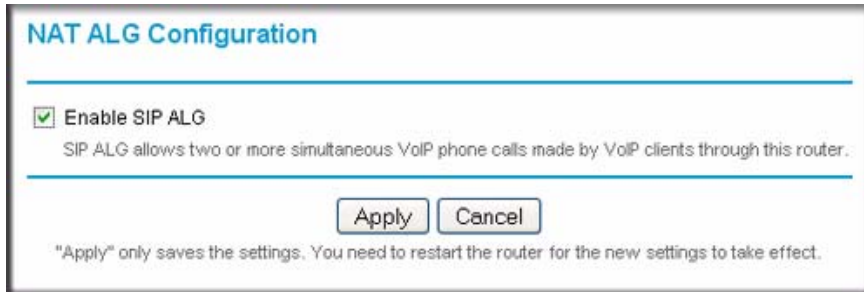 NAT ALG Configuration
Enable SIP ALG
SIP ALG allows two or more simultaneous VoIP phone calls made by VoIP clients through this router.
Apply Cancel
"Apply" only saves the settings. You need to restart the router for the new settings to take effect.